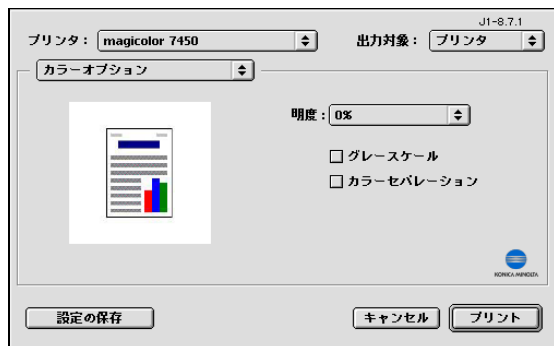 J1-8.7.1
プリンタ： magicolor 7450 出力対象： プリンタ
カラーオプション
明度： 0%
グレースケール
カラーセパレーション
KONICA MINOLTA
設定の保存 キャンセル プリント